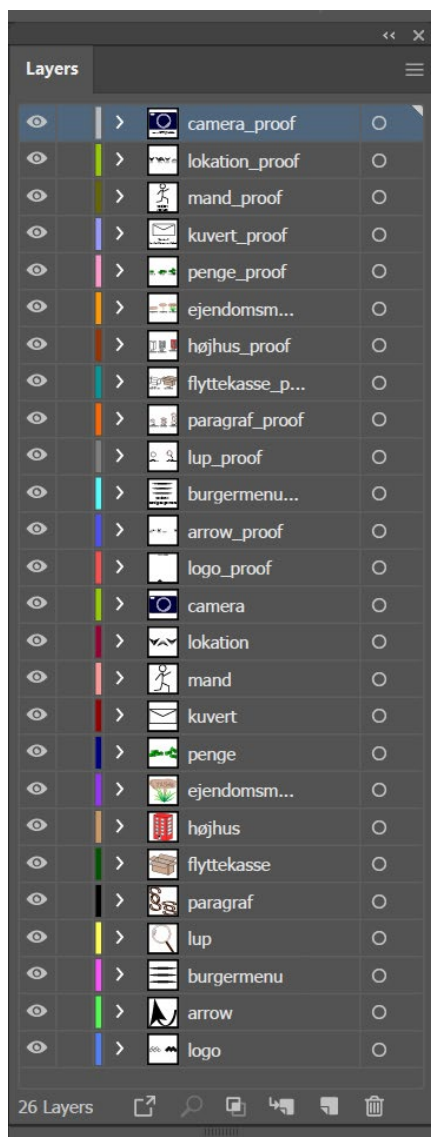 Layers
camera_proof
lokation_proof
mand_proof
kuvert_proof
penge_proof
ejendomsm...
højhus_proof
flyttekasse_p...
paragraf_proof
lup_proof
burgermenu...
arrow_proof
logo_proof
camera
lokation
mand
kuvert
penge
ejendomsm...
højhus
flyttekasse
paragraf
lup
burgermenu
arrow
logo
26 Layers